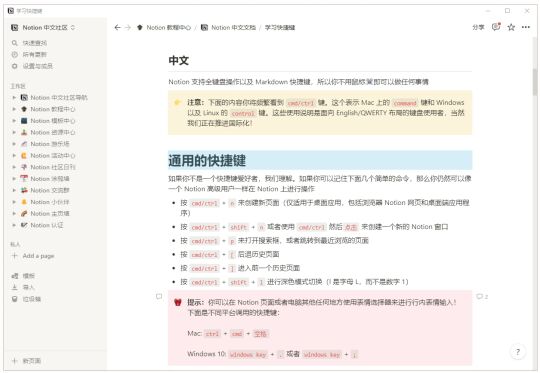 学习快捷键
Notion 中文社区
快速查找
所有更新
设置与成员
工作区
Notion 中文社区导航
Notion 教程中心
Notion 模板中心
Notion 资源中心
Notion 游乐场
Notion 活动中心
Notion 社区日刊
Notion 涂鸦墙
Notion 交流群
Notion 小伙伴
Notion 主页墙
Notion 认证
私人
Add a page
模板
导入
垃圾桶
新页面
Notion 教程中心 / Notion 中文文档 / 学习快捷键
分享
中文
Notion 支持全键盘操作以及 Markdown 快捷键，所以你不用鼠标就可以做任何事情
注意：下面的内容你将频繁看到 cmd/ctrl 键。这个表示 Mac 上的 command 键和 Windows
以及 Linux 的 control 键。这些使用说明是面向 English/QWERTY 布局的键盘使用者，当然
我们正在推进国际化！
通用的快捷键
如果你不是一个快捷键爱好者，我们理解。如果你可以记住下面几个简单的命令，那么你仍然可以像
一个 Notion 高级用户一样在 Notion 上进行操作
按 cmd/ctrl + n 来创建新页面（仅适用于桌面应用，包括浏览器 Notion 网页和桌面端应用程
序）
按 cmd/ctrl + shift + n 或者使用 cmd/ctrl 然后点击 来创建一个新的 Notion 窗口
按 cmd/ctrl + p 来打开搜索框，或者跳转到最近浏览的页面
按 cmd/ctrl + [ 后退历史页面
按 cmd/ctrl + ] 进入前一个历史页面
按 cmd/ctrl + shift + l 进行深色模式切换（l 是字母 L，而不是数字 1）
提示：你可以在 Notion 页面或者电脑其他任何地方使用表情选择器来进行行内表情输入！
下面是不同平台调用的快捷键：
2
Mac: ctrl + cmd + 空格
Windows 10: windows key + . 或者 windows key + ;
?